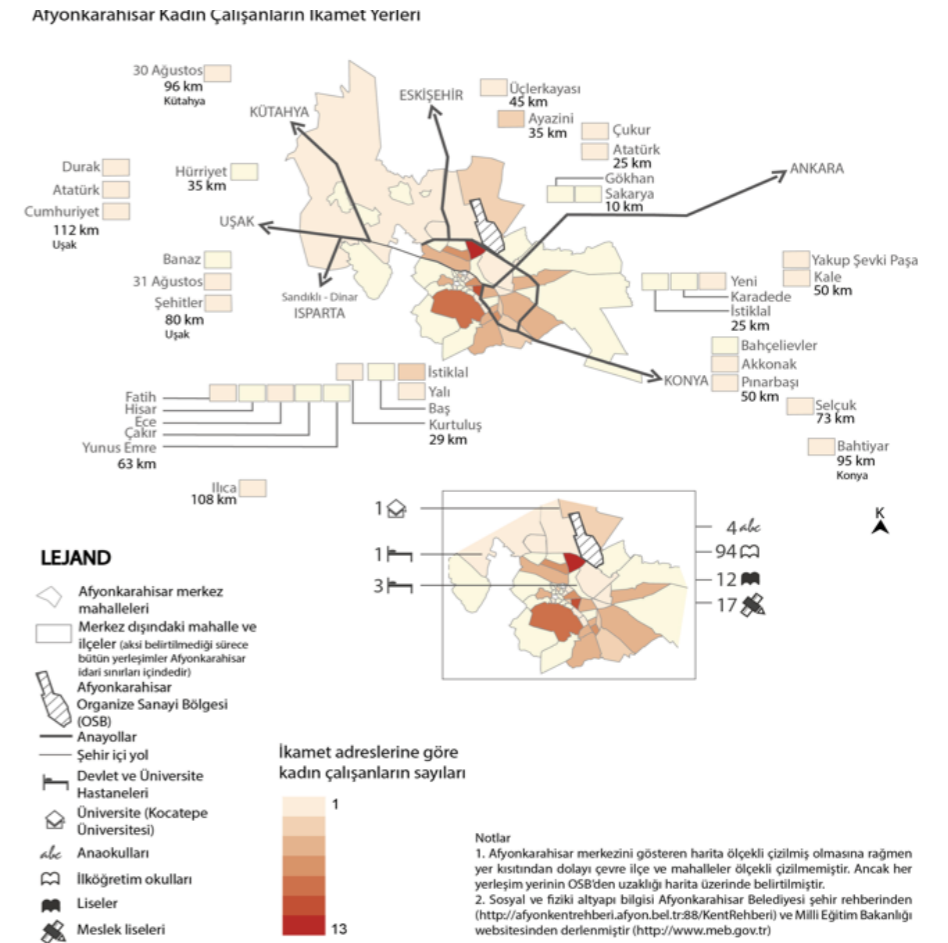 Afyonkarahisar Kadın Çalışanların İkamet Yerleri
30 Ağustos
96 km
Kütahya
KÜTAHYA
ESKİŞEHİR
Üçlerkayası
45 km
Ayazini
35 km
Çukur
Atatürk
25 km
Gökhan
Sakarya
10 km
ANKARA
Durak
Atatürk
Cumhuriyet
112 km
Uşak
Hürriyet
35 km
UŞAK
Banaz
31 Ağustos
Şehitler
80 km
Uşak
Sandıklı - Dinar
ISPARTA
Yakup Şevki Paşa
Kale
50 km
Yeni
Karadede
İstiklal
25 km
Bahçelievler
Akkonak
Pınarbaşı
50 km
KONYA
Selçuk
73 km
Bahtiyar
95 km
Konya
İstiklal
Yalı
Baş
Kurtuluş
29 km
Fatih
Hisar
Ece
Çakır
Yunus Emre
63 km
Ilıca
108 km
1
1
3
4 abc
94
12
17
K
LEJAND
Afyonkarahisar merkez
mahalleleri
Merkez dışındaki mahalle ve
ilçeler (aksi belirtilmediği sürece
bütün yerleşimler Afyonkarahisar
idari sınırları içindedir)
Afyonkarahisar
Organize Sanayi Bölgesi
(OSB)
Anayollar
Şehir içi yol
Devlet ve Üniversite
Hastaneleri
Üniversite (Kocatepe
Üniversitesi)
abc Anaokulları
İlköğretim okulları
Liseler
Meslek liseleri
İkamet adreslerine göre
kadın çalışanların sayıları
1
13
Notlar
1. Afyonkarahisar merkezini gösteren harita ölçekli çizilmiş olmasına rağmen
yer kısıtından dolayı çevre ilçe ve mahalleler ölçekli çizilmemiştir. Ancak her
yerleşim yerinin OSB'den uzaklığı harita üzerinde belirtilmiştir.
2. Sosyal ve fiziki altyapı bilgisi Afyonkarahisar Belediyesi şehir rehberinden
(http://afyonkentrehberi.afyon.bel.tr:88/KentRehberi) ve Milli Eğitim Bakanlığı
websitesinden derlenmiştir (http://www.meb.gov.tr)